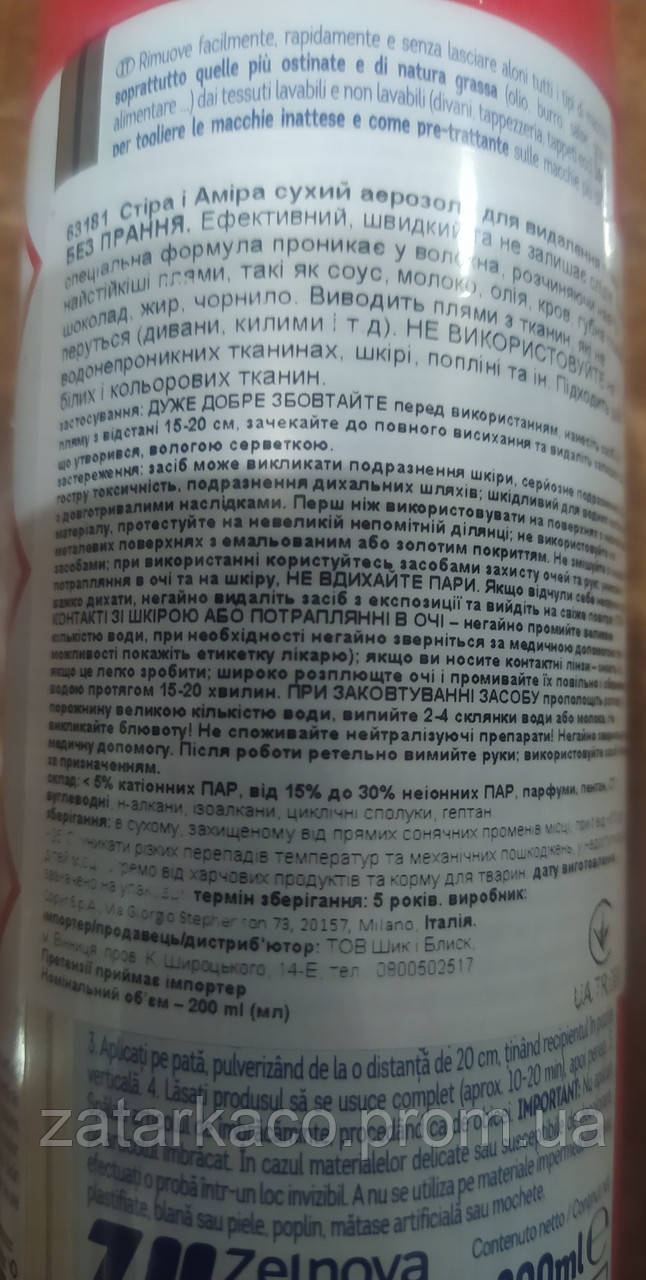 IT Rimuove facilmente, rapidamente e senza lasciare aloni tutti i tipi di
soprattutto quelle più ostinate e di natura grassa (olio, burro,
alimentare ...) dai tessuti lavabili e non lavabili (divani, tappezzeria, tappeti
per togliere le macchie inattese e come pre-trattante sulle macchie più
63181 Стіра і Аміра сухий аерозол для видалення
БЕЗ ПРАННЯ. Ефективний, швидкий та не залишає
спеціальна формула проникає у волокна, розчиняючи
найстійкіші плями, такі як соус, молоко, олія, кров, губна
шоколад, жир, чорнило. Виводить плями з тканин, які не
перуться (дивани, килими і т д). НЕ ВИКОРИСТОВУЙТЕ на
водонепроникних тканинах, шкірі, попліні та ін. Підходить
білих і кольорових тканин.
застосування: ДУЖЕ ДОБРЕ ЗБОВТАЙТЕ перед використанням, нанесіть
пляму з відстані 15-20 см, зачекайте до повного висихання та видаліть
що утворився, вологою серветкою.
застереження: засіб може викликати подразнення шкіри, серйозне
гостру токсичність, подразнення дихальних шляхів; шкідливий для водних
з довготривалими наслідками. Перш ніж використовувати на поверхнях
матеріалу, протестуйте на невеликій непомітній ділянці; не використовуйте
металевих поверхнях з емальованим або золотим покриттям. Не змішуйте
засобами; при використанні користуйтесь засобами захисту очей та рук;
потрапляння в очі та на шкіру, НЕ ВДИХАЙТЕ ПАРИ. Якщо відчули себе
важко дихати, негайно видаліть засіб з експозиції та вийдіть на свіже
КОНТАКТІ ЗІ ШКІРОЮ АБО ПОТРАПЛЯННІ В ОЧІ – негайно промийте великою
кількістю води, при необхідності негайно зверніться за медичною допомогою
можливості покажіть етикетку лікарю); якщо ви носите контактні лінзи –
якщо це легко зробити; широко розплющте очі і промивайте їх повільно і
водою протягом 15-20 хвилин. ПРИ ЗАКОВТУВАННІ ЗАСОБУ прополощіть
порожнину великою кількістю води, випийте 2-4 склянки води або молока.
викликайте блювоту! Не споживайте нейтралізуючі препарати! Негайно
медичну допомогу. Після роботи ретельно вимийте руки; використовуйте
за призначенням.
склад: < 5% катіонних ПАР, від 15% до 30% неіонних ПАР, парфуми, пентан,
вуглеводні, н-алкани, ізоалкани, циклічні сполуки, гептан.
зберігання: в сухому, захищеному від прямих сонячних променів місці, при
уникати різких перепадів температур та механічних пошкоджень, у
дітей місці, окремо від харчових продуктів та корму для тварин. дату виготовлення
зазначено на упаковці. термін зберігання: 5 років. виробник:
S.p.A, Via Giorgio Stephenson 73, 20157, Milano, Італія.
імпортер/продавець/дистриб'ютор: ТОВ Шик і Блиск,
м. Вінниця пров. К. Широцького, 14-Е, тел. 0800502517
Претензії приймає імпортер
Номінальний об'єм – 200 ml (мл)
UA.TR.
3. Aplicați pe pată, pulverizând de la o distanță de 20 cm, ținând recipientul în poziție
verticală. 4. Lăsați produsul să se usuce complet (aprox. 10-20 min), apoi
IMPORTANT: Nu
zatarkaco.prom.ua
În cazul materialelor delicate sau susceptibile de
efectuați o probă într-un loc invizibil. A nu se utiliza pe materiale impermeabile
plastifiate, blană sau piele, poplin, mătase artificială sau mochete.
Zelnova
Contenuto netto / Conținut
ml e